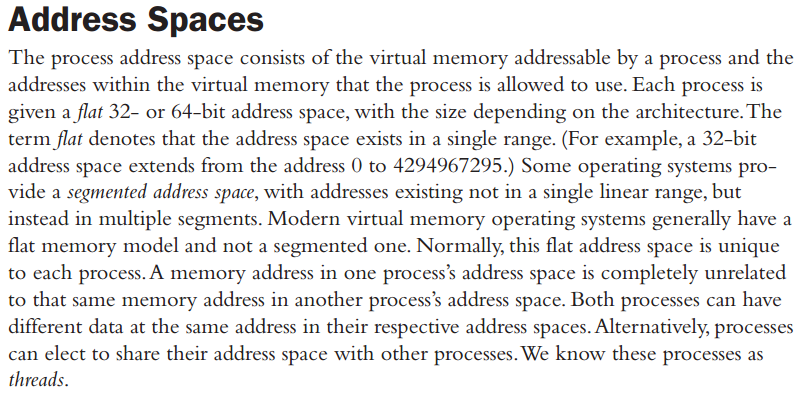 Address Spaces
The process address space consists of the virtual memory addressable by a process and the
addresses within the virtual memory that the process is allowed to use. Each process is
given a flat 32- or 64-bit address space, with the size depending on the architecture. The
term flat denotes that the address space exists in a single range. (For example, a 32-bit
address space extends from the address 0 to 4294967295.) Some operating systems pro-
vide a segmented address space, with addresses existing not in a single linear range, but
instead in multiple segments. Modern virtual memory operating systems generally have a
flat memory model and not a segmented one. Normally, this flat address space is unique
to each process. A memory address in one process's address space is completely unrelated
to that same memory address in another process's address space. Both processes can have
different data at the same address in their respective address spaces. Alternatively, processes
can elect to share their address space with other processes. We know these processes as
threads.